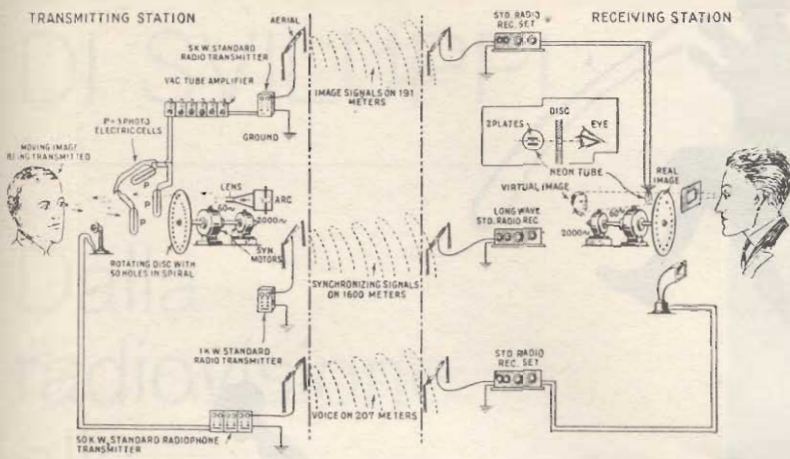 TRANSMITTING STATION
AERIAL
STD. RADIO
REC. SET
RECEIVING STATION
5 K.W. STANDARD
RADIO TRANSMITTER
VAC TUBE AMPLIFIER
IMAGE SIGNALS ON 191
METERS
P = 3 PHOTO
ELECTRIC CELLS
GROUND
DISC
2 PLATES
EYE
MOVING IMAGE
BEING TRANSMITTED
NEON TUBE
REAL
IMAGE
VIRTUAL IMAGE
P
P
P
LENS
ARC
60~
2000~
SYN
MOTORS
LONG WAVE
STD. RADIO REC.
60~
2000~
ROTATING DISC WITH
50 HOLES IN SPIRAL
SYNCHRONIZING SIGNALS
ON 1600 METERS
1 K W STANDARD
RADIO TRANSMITTER
STD RADIO
REC. SET
VOICE ON 207 METERS
50 K W. STANDARD RADIOPHONE
TRANSMITTER
Dalla
radio